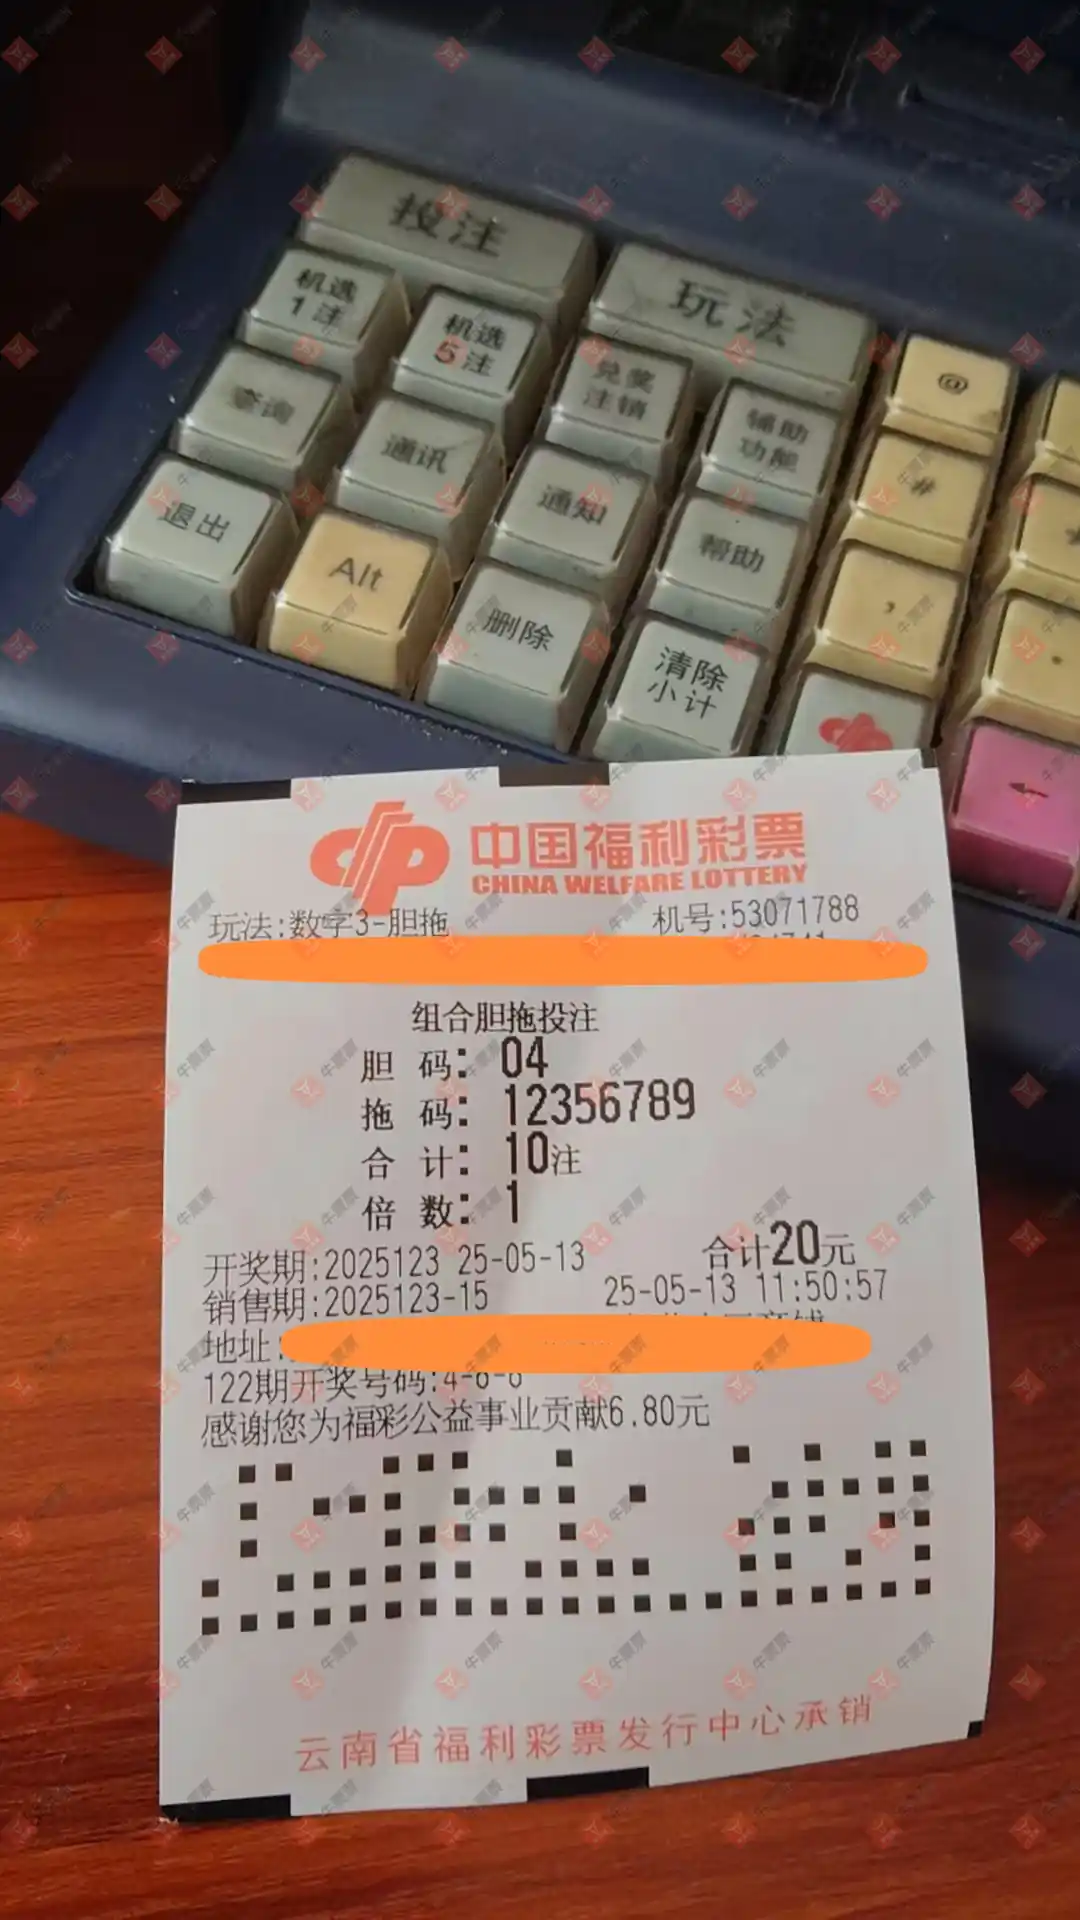 投注
玩法
机选
1注
机选
5注
兑奖
注销
辅助
功能
@
查询
通讯
通知
帮助
#
退出
Alt
删除
清除
小计
,
←
中国福利彩票
CHINA WELFARE LOTTERY
玩法:数字3-胆拖 机号:53071788
组合胆拖投注
胆 码: 04
拖 码: 12356789
合 计: 10注
倍 数: 1
开奖期:2025123 25-05-13 合计20元
销售期:2025123-15 25-05-13 11:50:57
地址:
122期开奖号码:4-
感谢您为福彩公益事业贡献6.80元
云南省福利彩票发行中心承销
牛票票